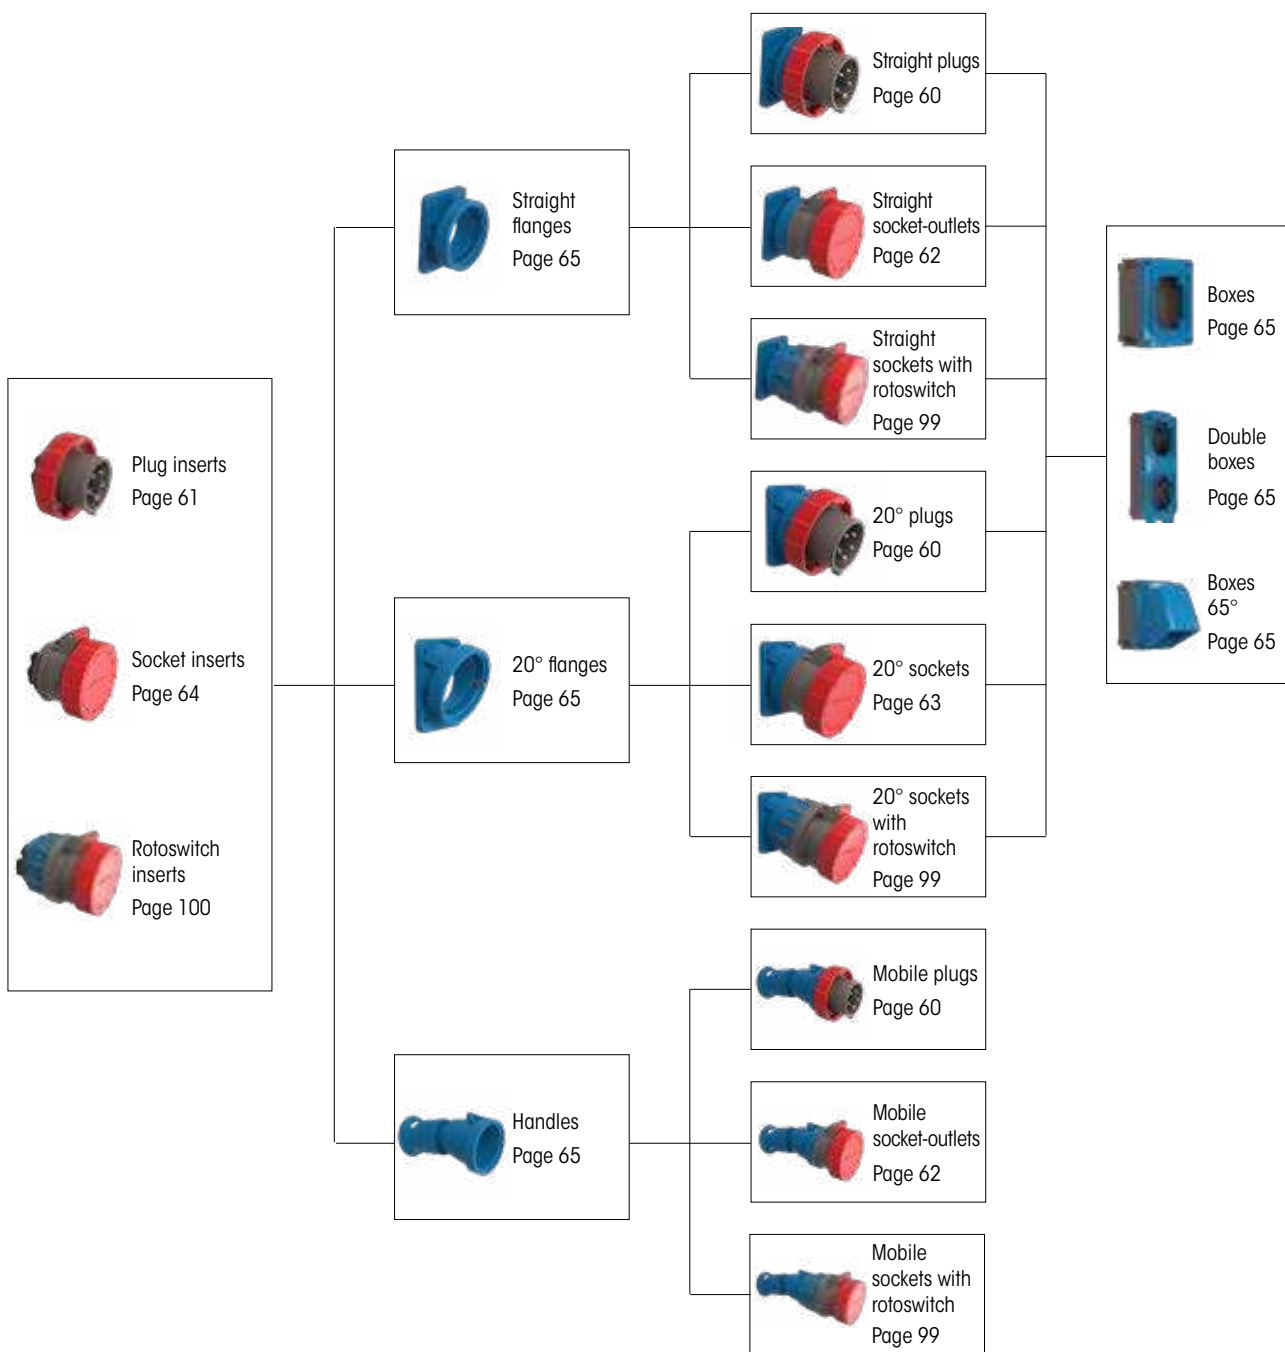 Plug inserts
Page 61
Socket inserts
Page 64
Rotoswitch
inserts
Page 100
Straight
flanges
Page 65
20° flanges
Page 65
Handles
Page 65
Straight plugs
Page 60
Straight
socket-outlets
Page 62
Straight
sockets with
rotoswitch
Page 99
20° plugs
Page 60
20° sockets
Page 63
20° sockets
with
rotoswitch
Page 99
Mobile plugs
Page 60
Mobile
socket-outlets
Page 62
Mobile
sockets with
rotoswitch
Page 99
Boxes
Page 65
Double
boxes
Page 65
Boxes
65°
Page 65